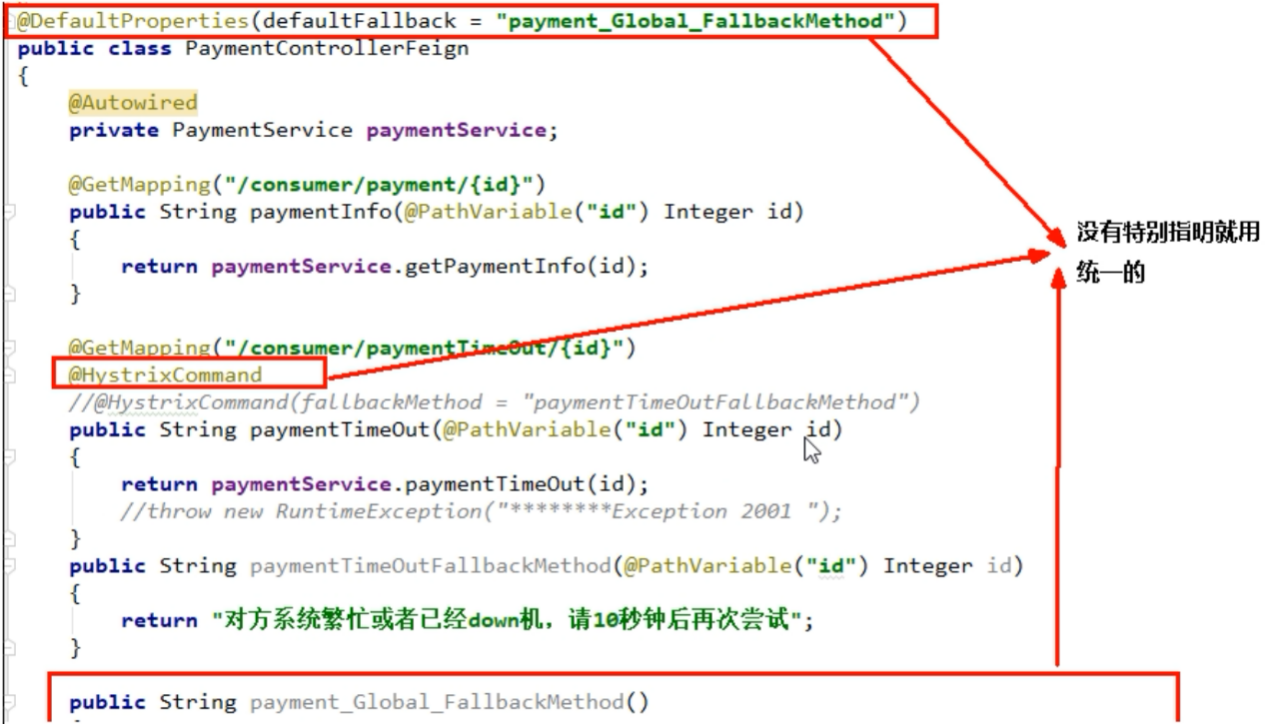 @DefaultProperties(defaultFallback = "payment_Global_FallbackMethod")
public class PaymentControllerFeign
{
@Autowired
private PaymentService paymentService;
@GetMapping("/consumer/payment/{id}")
public String paymentInfo(@PathVariable("id") Integer id)
{
return paymentService.getPaymentInfo(id);
}
没有特别指明就用
统一的
@GetMapping("/consumer/paymentTimeOut/{id}")
@HystrixCommand
//@HystrixCommand(fallbackMethod = "paymentTimeOutFallbackMethod")
public String paymentTimeOut(@PathVariable("id") Integer id)
{
return paymentService.paymentTimeOut(id);
//throw new RuntimeException("********Exception 2001 ");
}
public String paymentTimeOutFallbackMethod(@PathVariable("id") Integer id)
{
return "对方系统繁忙或者已经down机，请10秒钟后再次尝试";
}
public String payment_Global_FallbackMethod()